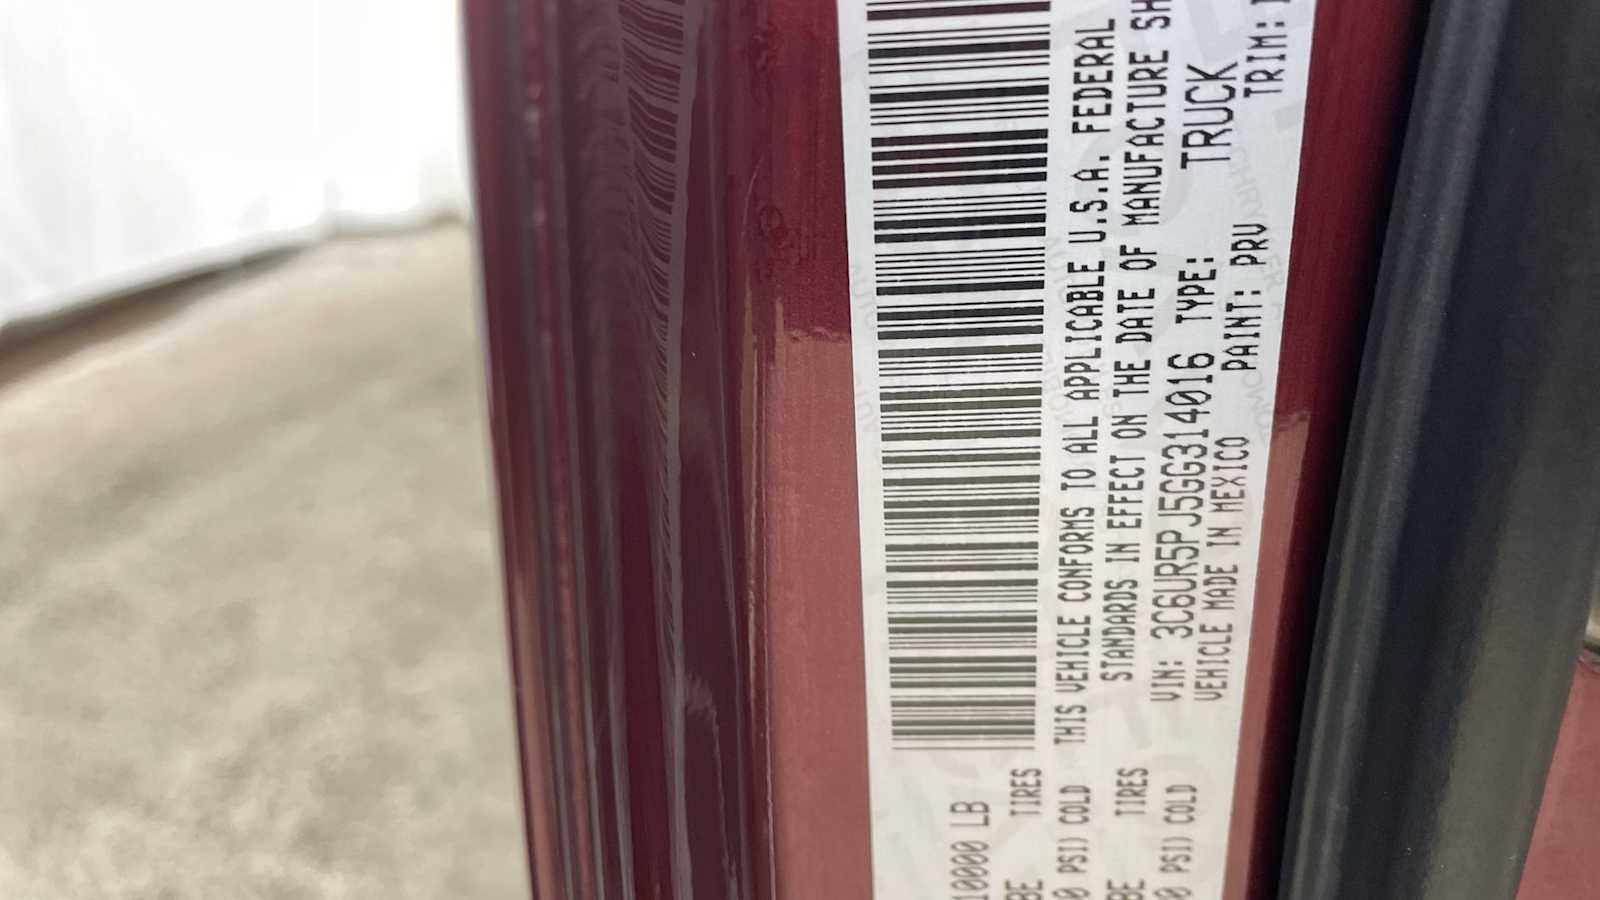 10000 LB
TIRES
PSI) COLD
TIRES
PSI) COLD
THIS VEHICLE CONFORMS TO ALL APPLICABLE U.S.A. FEDERAL
STANDARDS IN EFFECT ON THE DATE OF MANUFACTURE SH
VIN: 3C6UR5PJ5GG314016 TYPE: TRUCK
VEHICLE MADE IN MEXICO PAINT: PRV TRIM: